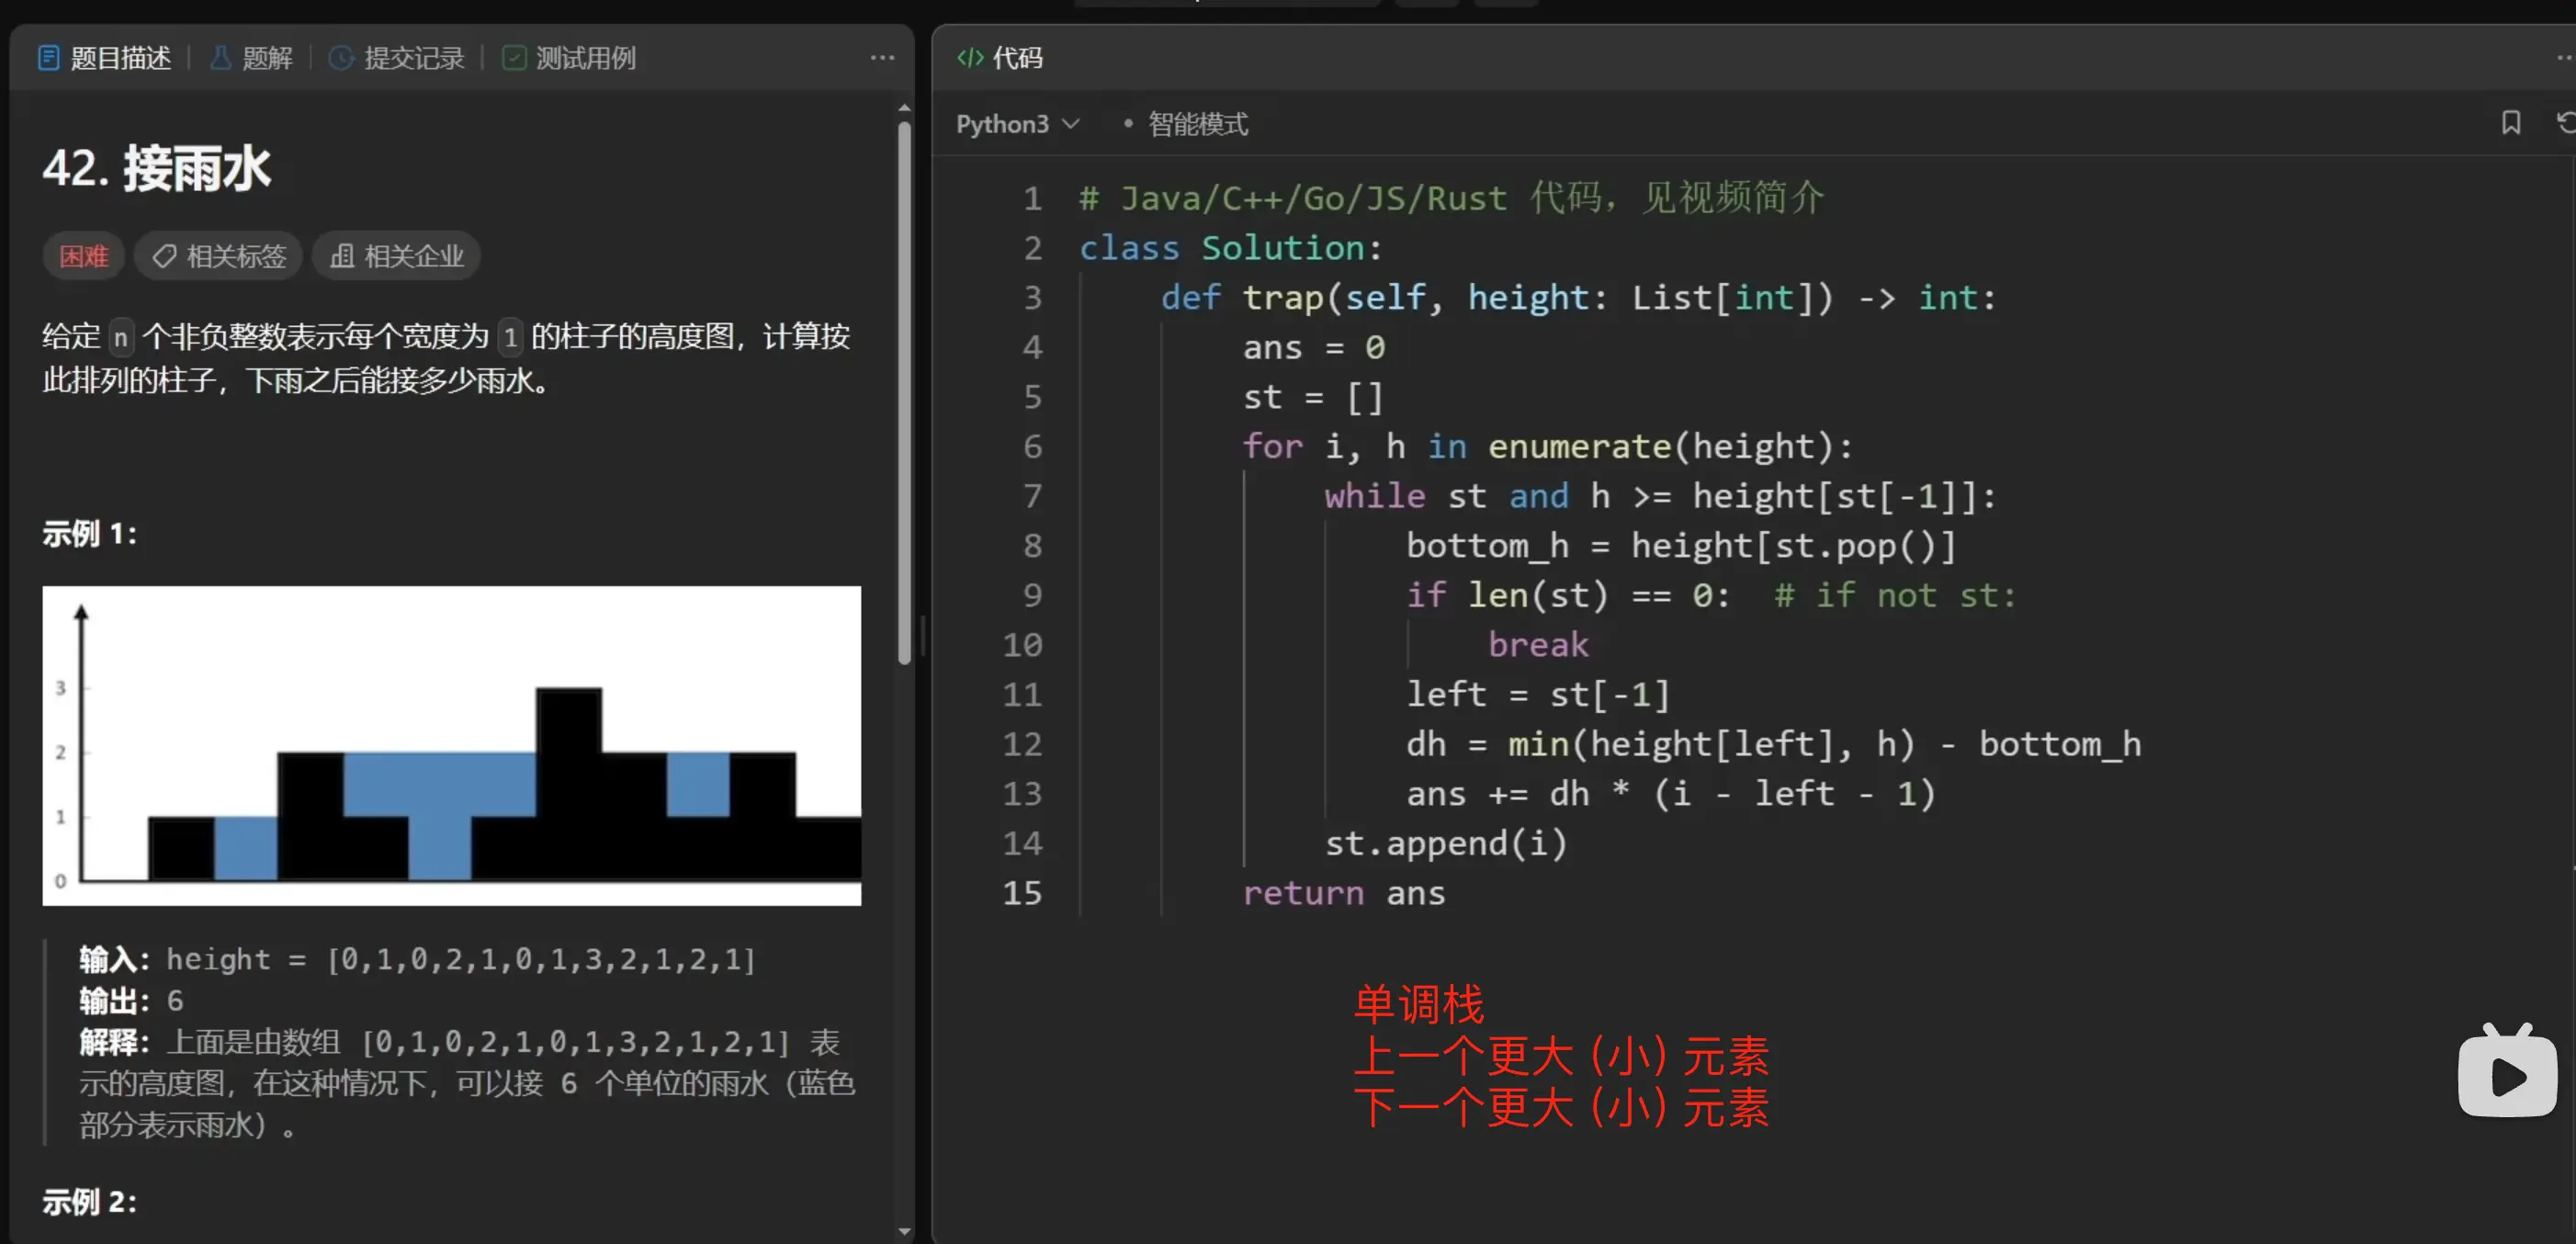 题目描述 | 题解 | 提交记录 | 测试用例
42. 接雨水
困难 相关标签 相关企业
给定 n 个非负整数表示每个宽度为 1 的柱子的高度图，计算按
此排列的柱子，下雨之后能接多少雨水。
示例 1：
3
2
1
0
输入：height = [0,1,0,2,1,0,1,3,2,1,2,1]
输出：6
解释：上面是由数组 [0,1,0,2,1,0,1,3,2,1,2,1] 表
示的高度图，在这种情况下，可以接 6 个单位的雨水（蓝色
部分表示雨水）。
示例 2：
</> 代码
Python3 • 智能模式
1 # Java/C++/Go/JS/Rust 代码，见视频简介
2 class Solution:
3     def trap(self, height: List[int]) -> int:
4         ans = 0
5         st = []
6         for i, h in enumerate(height):
7             while st and h >= height[st[-1]]:
8                 bottom_h = height[st.pop()]
9                 if len(st) == 0:  # if not st:
10                     break
11                 left = st[-1]
12                 dh = min(height[left], h) - bottom_h
13                 ans += dh * (i - left - 1)
14             st.append(i)
15         return ans
单调栈
上一个更大（小）元素
下一个更大（小）元素